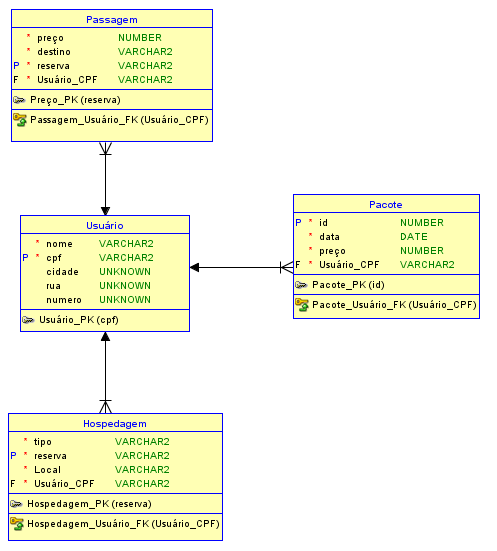 Passagem
* preço NUMBER
* destino VARCHAR2
P * reserva VARCHAR2
F * Usuário_CPF VARCHAR2
Preço_PK (reserva)
Passagem_Usuário_FK (Usuário_CPF)
Usuário
* nome VARCHAR2
P * cpf VARCHAR2
cidade UNKNOWN
rua UNKNOWN
numero UNKNOWN
Usuário_PK (cpf)
Pacote
P * id NUMBER
* data DATE
* preço NUMBER
F * Usuário_CPF VARCHAR2
Pacote_PK (id)
Pacote_Usuário_FK (Usuário_CPF)
Hospedagem
* tipo VARCHAR2
P * reserva VARCHAR2
* Local VARCHAR2
F * Usuário_CPF VARCHAR2
Hospedagem_PK (reserva)
Hospedagem_Usuário_FK (Usuário_CPF)